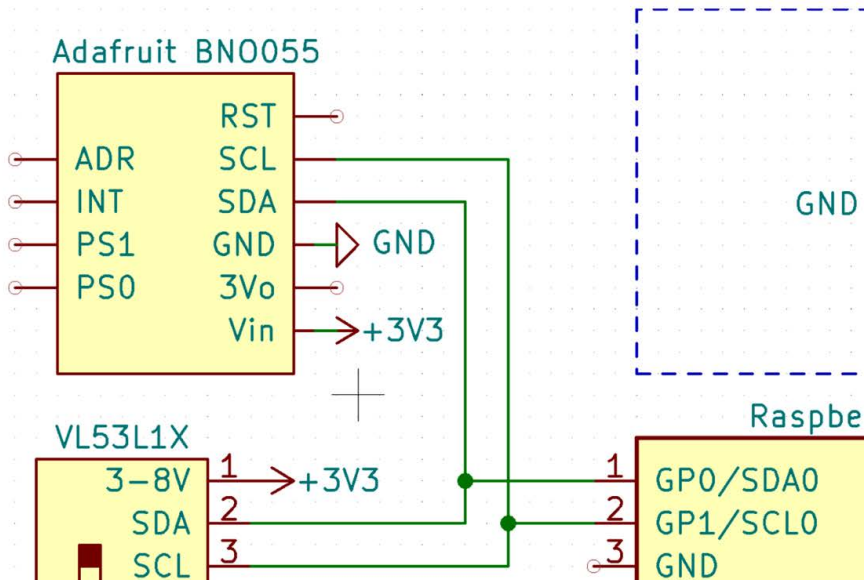 Adafruit BNO055
RST
ADR SCL
INT SDA
PS1 GND GND
PS0 3Vo
Vin +3V3
GND
VL53L1X
3-8V 1 +3V3
SDA 2
SCL 3
Raspbe
1 GP0/SDA0
2 GP1/SCL0
3 GND